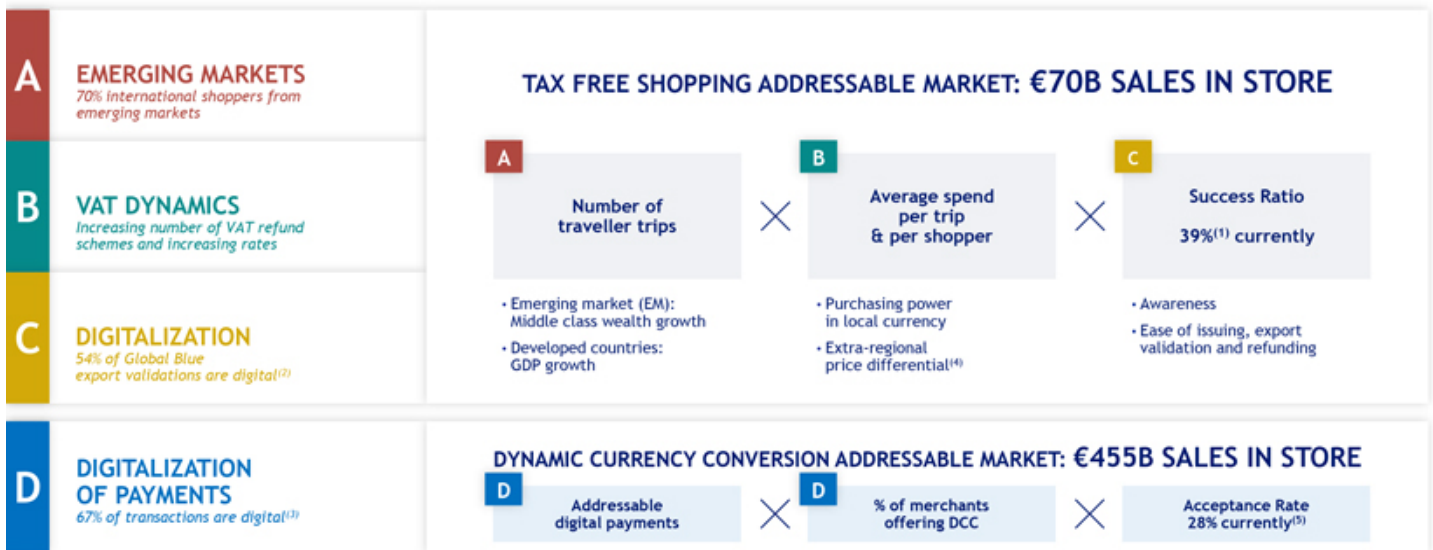 A
EMERGING MARKETS
70% international shoppers from
emerging markets
B
VAT DYNAMICS
Increasing number of VAT refund
schemes and increasing rates
C
DIGITALIZATION
54% of Global Blue
export validations are digital(2)
TAX FREE SHOPPING ADDRESSABLE MARKET: €70B SALES IN STORE
A
Number of
traveller trips
• Emerging market (EM):
Middle class wealth growth
• Developed countries:
GDP growth
×
B
Average spend
per trip
& per shopper
• Purchasing power
in local currency
• Extra-regional
price differential(4)
×
C
Success Ratio
39%(1) currently
• Awareness
• Ease of issuing, export
validation and refunding
D
DIGITALIZATION
OF PAYMENTS
67% of transactions are digital(3)
DYNAMIC CURRENCY CONVERSION ADDRESSABLE MARKET: €455B SALES IN STORE
D
Addressable
digital payments
×
D
% of merchants
offering DCC
×
Acceptance Rate
28% currently(5)